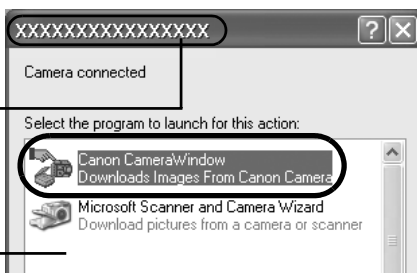 XXXXXXXXXXXXXXXX
Camera connected
Select the program to launch for this action:
Canon CameraWindow
Downloads Images From Canon Camera
Microsoft Scanner and Camera Wizard
Download pictures from a camera or scanner